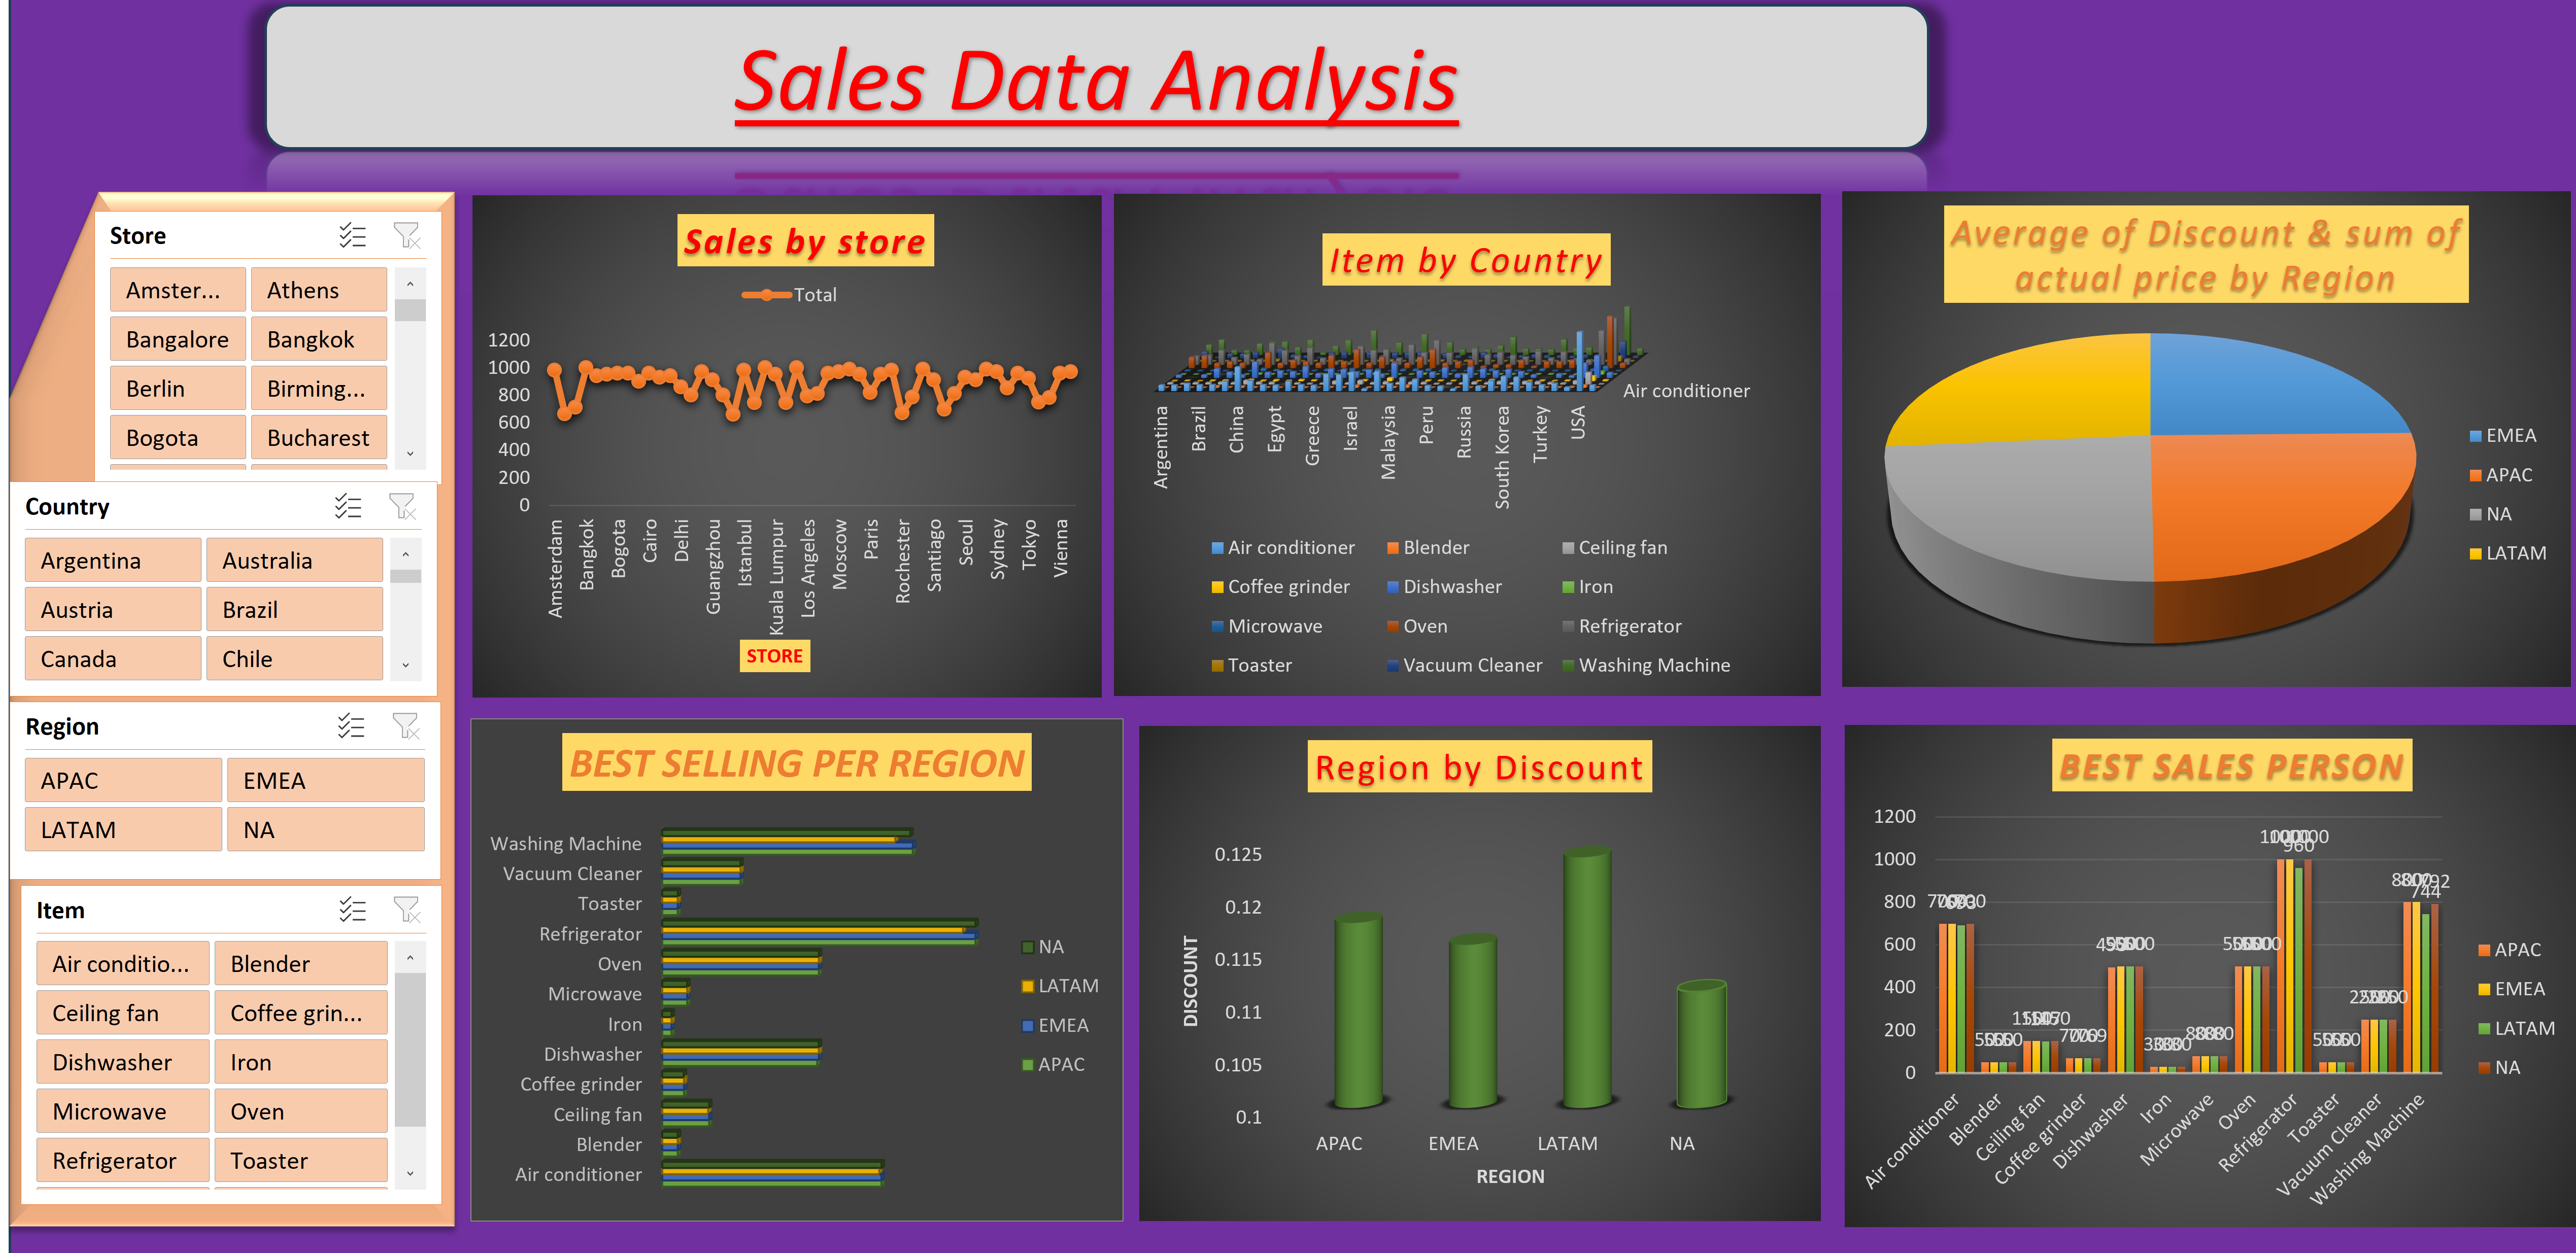 Sales Data Analysis
Store
Amster... Athens
Bangalore Bangkok
Berlin Birming...
Bogota Bucharest
Country
Argentina Australia
Austria Brazil
Canada Chile
Region
APAC EMEA
LATAM NA
Item
Air conditio... Blender
Ceiling fan Coffee grin...
Dishwasher Iron
Microwave Oven
Refrigerator Toaster
Sales by store
Total
1200
1000
800
600
400
200
0
Amsterdam
Bangkok
Bogota
Cairo
Delhi
Guangzhou
Istanbul
Kuala Lumpur
Los Angeles
Moscow
Paris
Rochester
Santiago
Seoul
Sydney
Tokyo
Vienna
STORE
Item by Country
Air conditioner
Argentina
Brazil
China
Egypt
Greece
Israel
Malaysia
Peru
Russia
South Korea
Turkey
USA
Air conditioner Blender Ceiling fan
Coffee grinder Dishwasher Iron
Microwave Oven Refrigerator
Toaster Vacuum Cleaner Washing Machine
Average of Discount & sum of
actual price by Region
EMEA
APAC
NA
LATAM
BEST SELLING PER REGION
Washing Machine
Vacuum Cleaner
Toaster
Refrigerator
Oven
Microwave
Iron
Dishwasher
Coffee grinder
Ceiling fan
Blender
Air conditioner
NA
LATAM
EMEA
APAC
Region by Discount
0.125
0.12
0.115
0.11
0.105
0.1
DISCOUNT
APAC EMEA LATAM NA
REGION
BEST SALES PERSON
1200
1000
800
600
400
200
0
960
744
Air conditioner
Blender
Ceiling fan
Coffee grinder
Dishwasher
Iron
Microwave
Oven
Refrigerator
Toaster
Vacuum Cleaner
Washing Machine
APAC
EMEA
LATAM
NA